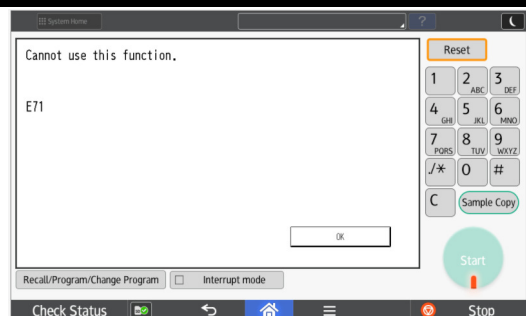 System Home
?
Cannot use this function.
E71
OK
Recall/Program/Change Program
Interrupt mode
Check Status
Stop
Reset
1
2 ABC
3 DEF
4 GHI
5 JKL
6 MNO
7 PQRS
8 TUV
9 WXYZ
./*
0
#
C
Sample Copy
Start